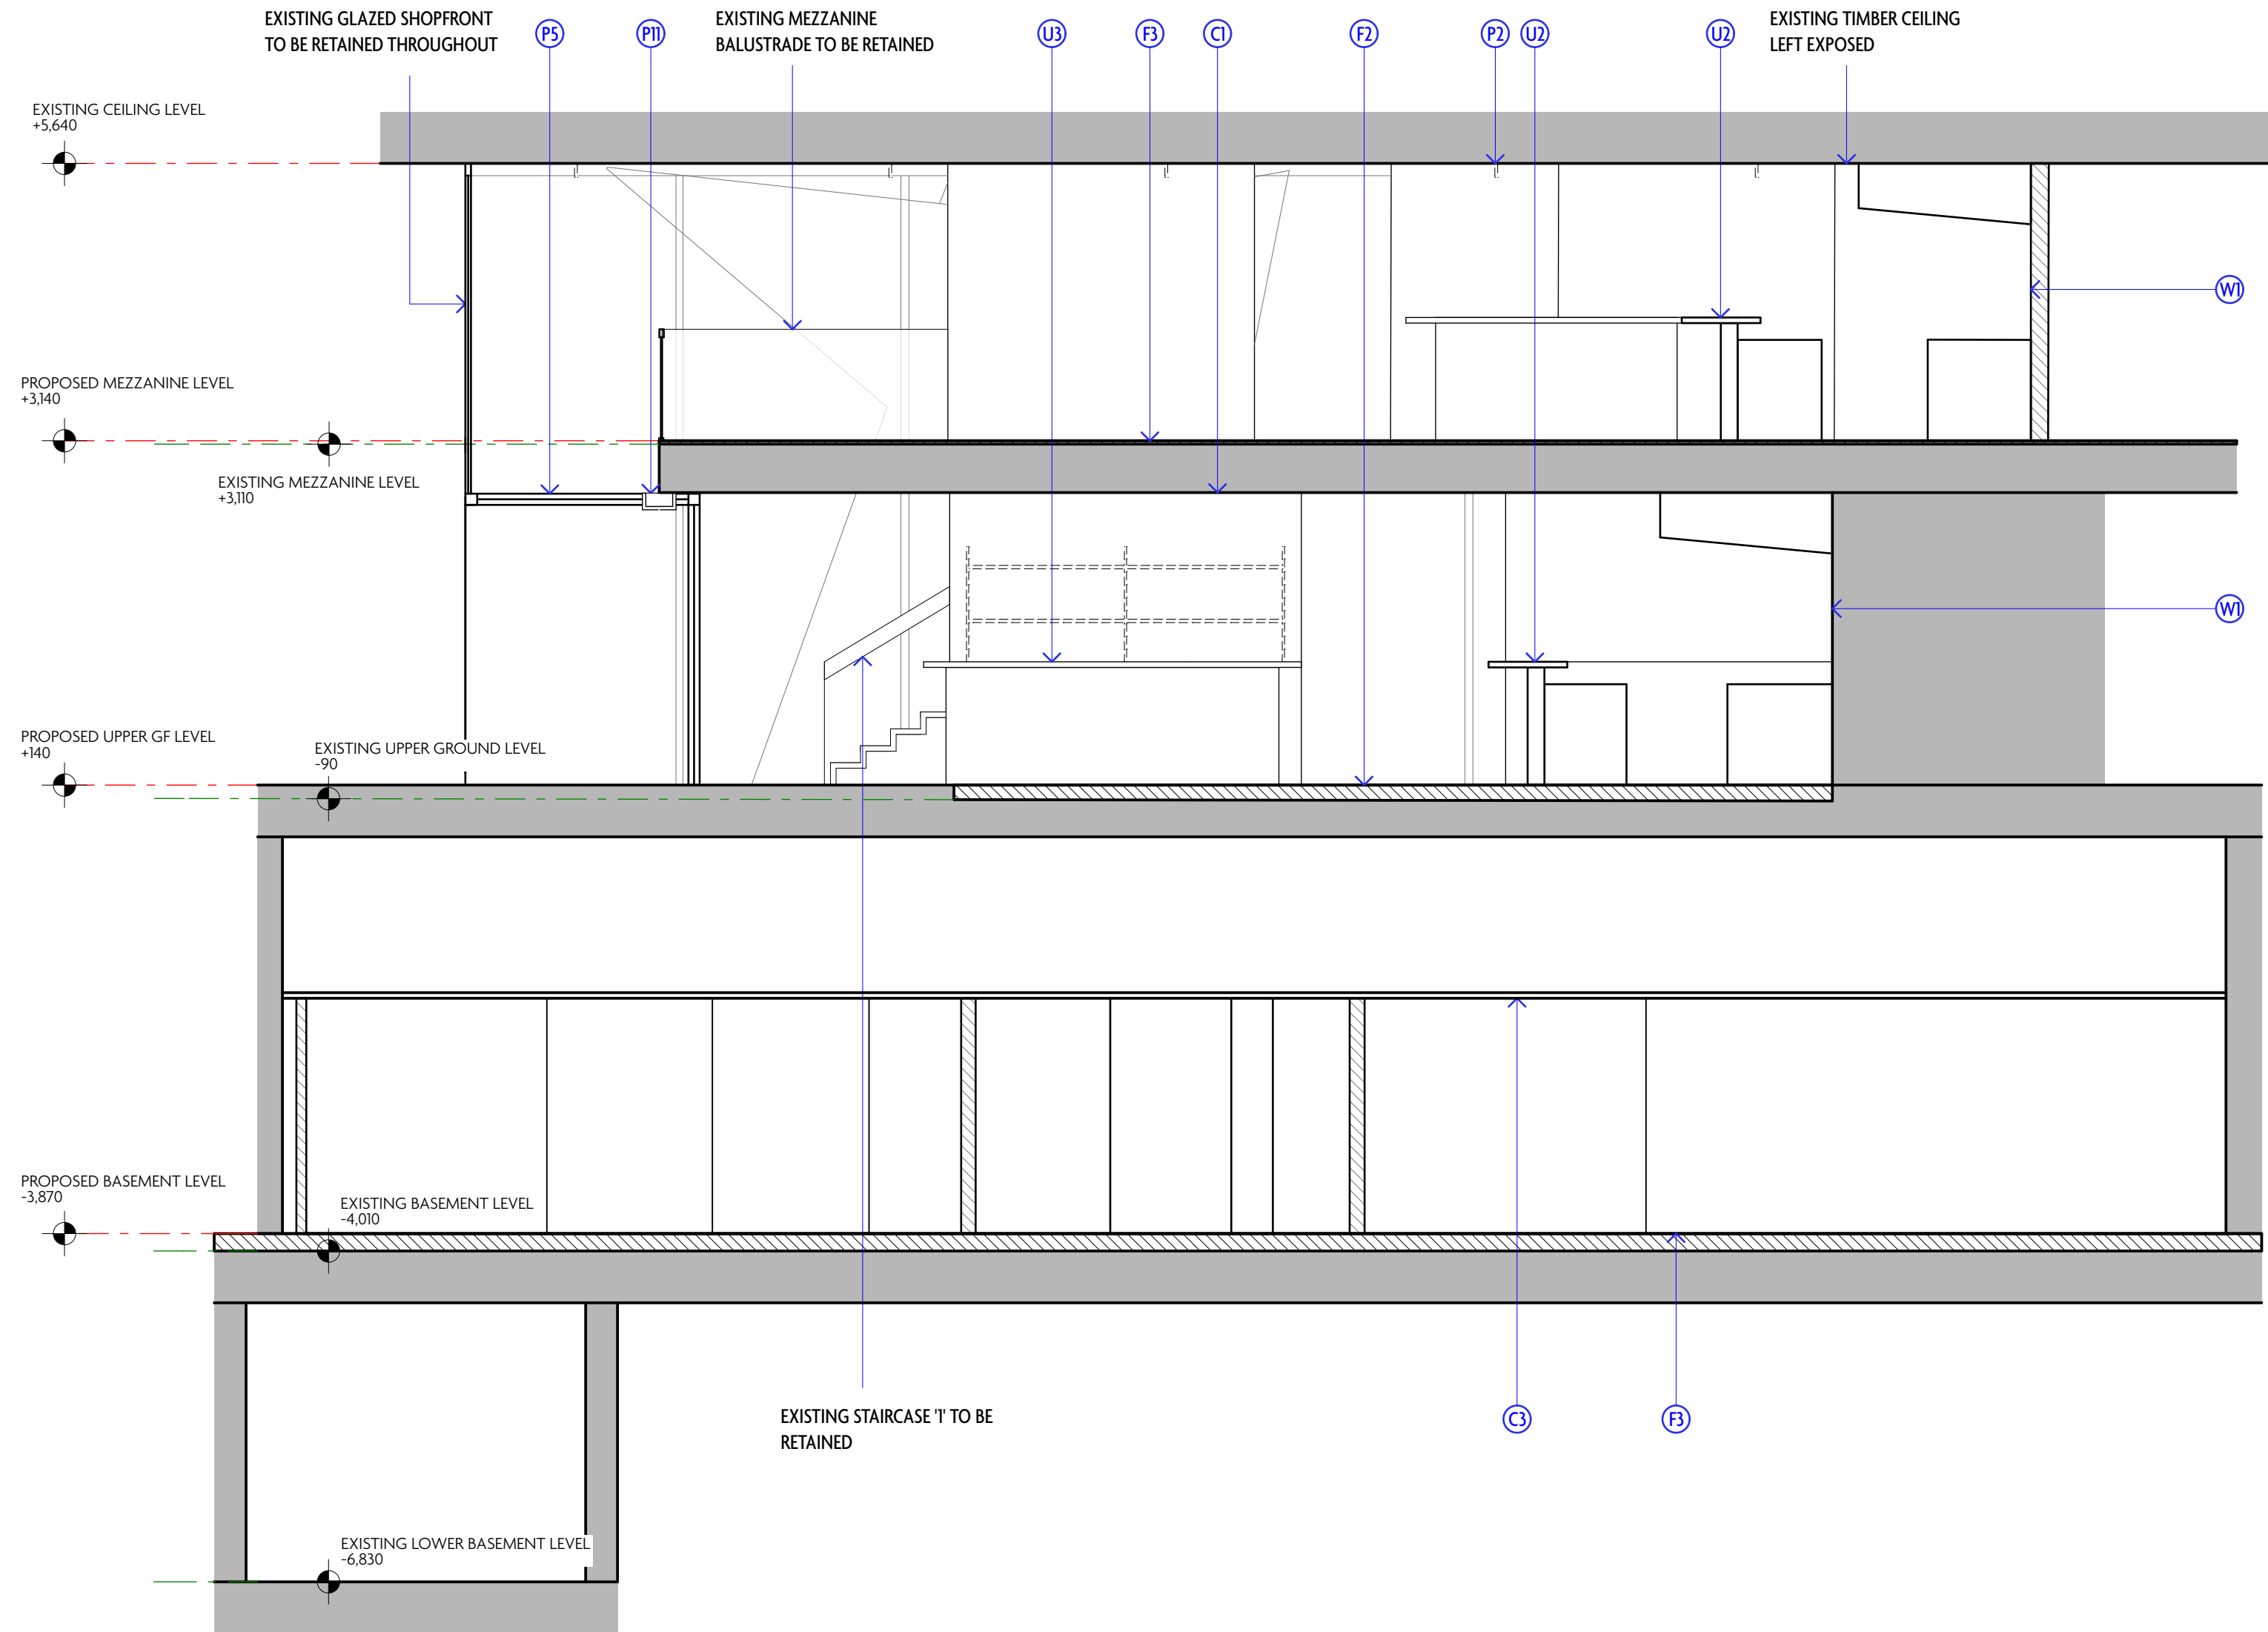 EXISTING GLAZED SHOPFRONT
TO BE RETAINED THROUGHOUT
P5
P11
EXISTING MEZZANINE
BALUSTRADE TO BE RETAINED
U3
F3
C1
F2
P2
U2
U2
EXISTING TIMBER CEILING
LEFT EXPOSED
EXISTING CEILING LEVEL
+5,640
W1
PROPOSED MEZZANINE LEVEL
+3,140
EXISTING MEZZANINE LEVEL
+3,110
W1
PROPOSED UPPER GF LEVEL
+140
EXISTING UPPER GROUND LEVEL
-90
PROPOSED BASEMENT LEVEL
-3,870
EXISTING BASEMENT LEVEL
-4,010
EXISTING STAIRCASE '1' TO BE
RETAINED
C3
F3
EXISTING LOWER BASEMENT LEVEL
-6,830